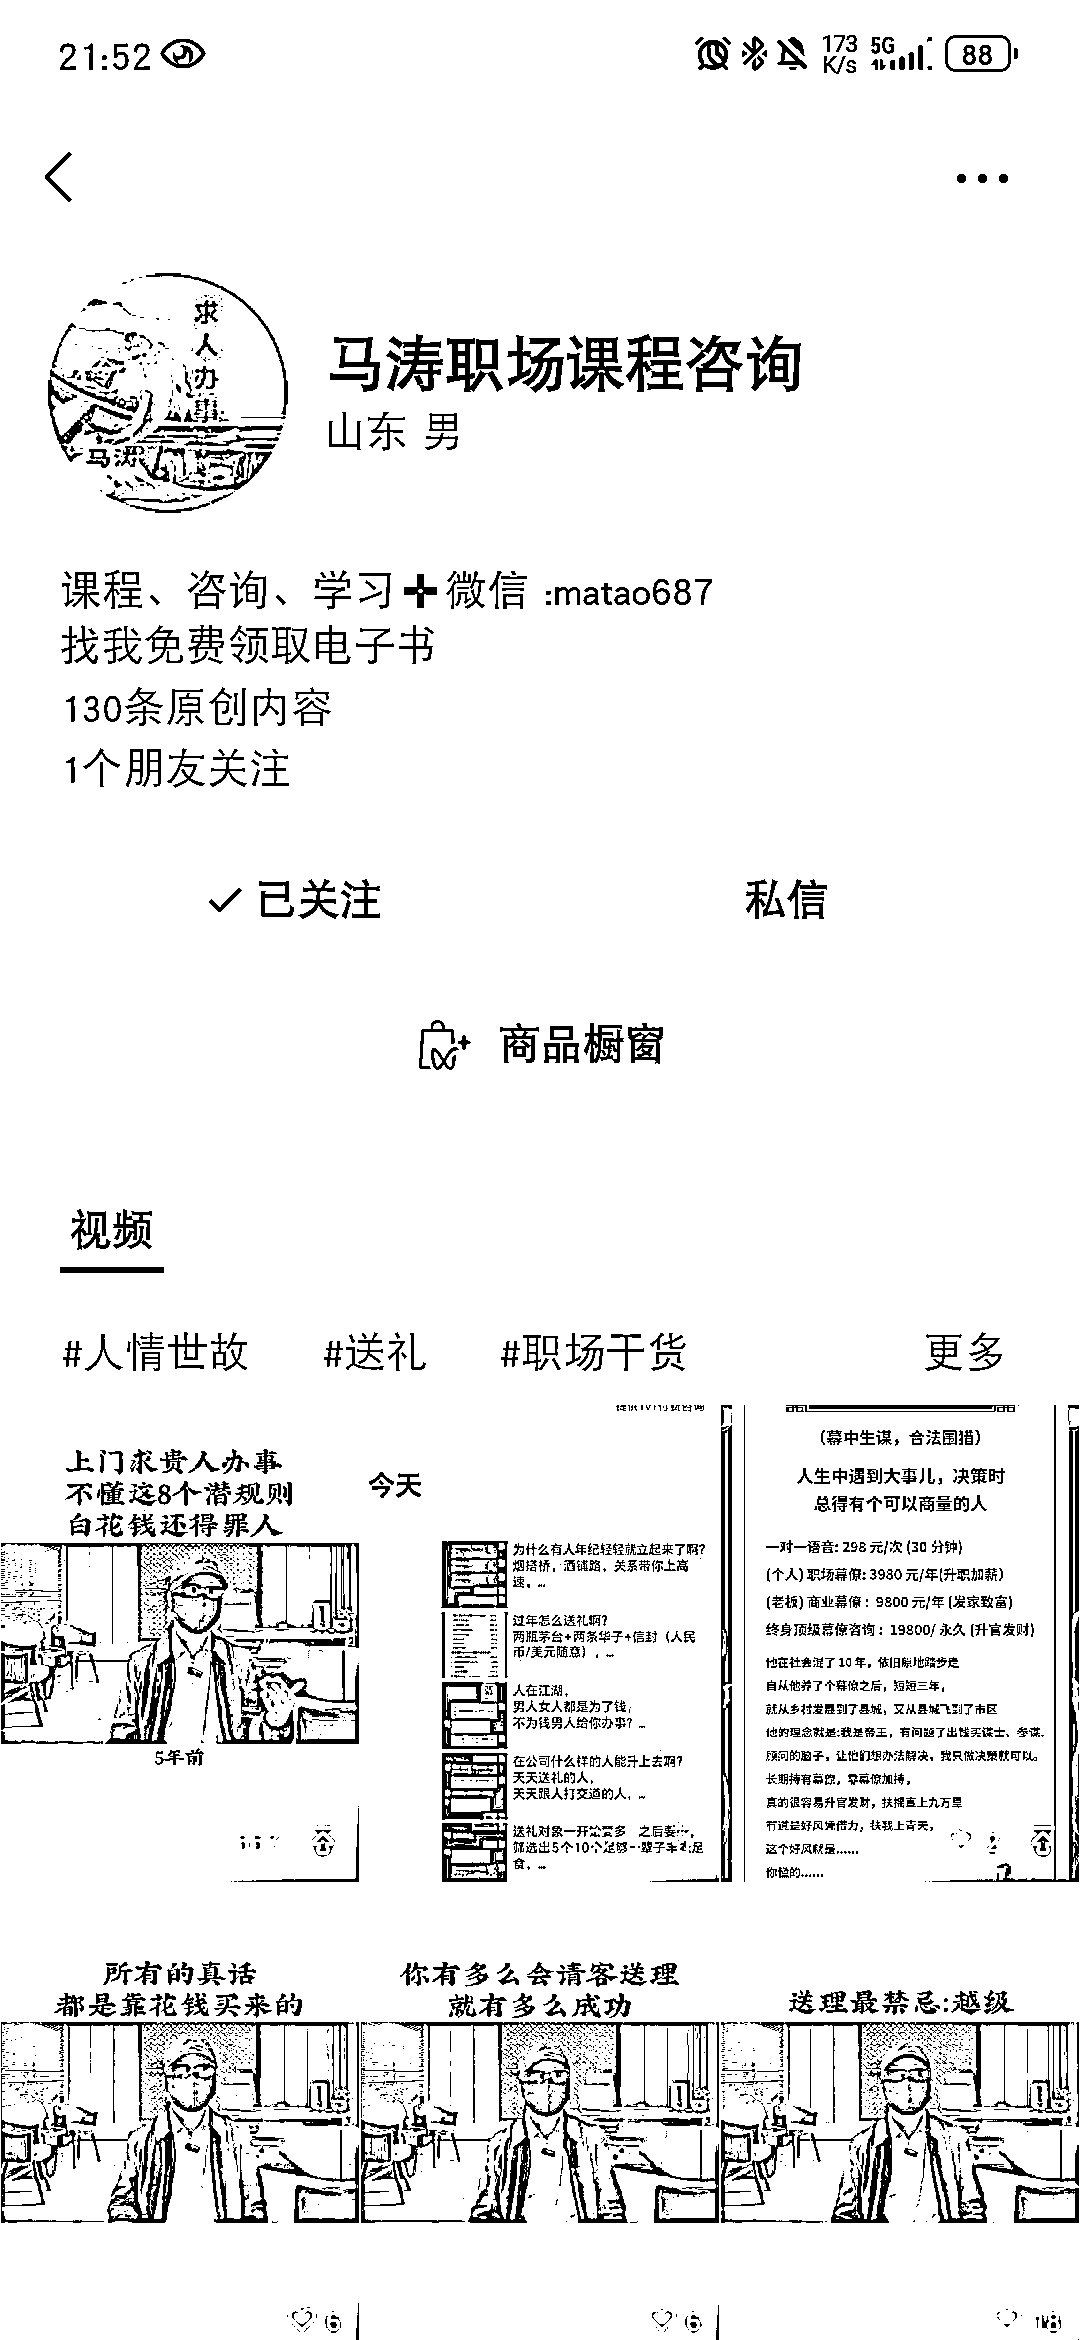 21:52
173 K/s 5G 88
求人办事
马涛
马涛职场课程咨询
山东 男
课程、咨询、学习➕微信 :matao687
找我免费领取电子书
130条原创内容
1个朋友关注
已关注
私信
商品橱窗
视频
#人情世故 #送礼 #职场干货 更多
上门求贵人办事
不懂这8个潜规则
白花钱还得罪人
5年前
今天
为什么有人年纪轻轻就立起来了啊?
烟搭桥，酒铺路，关系带你上高
速。...
过年怎么送礼啊?
两瓶茅台+两条华子+信封（人民
币/美元随意），...
人在江湖，
男人女人都是为了钱，
不为钱男人给你办事？...
在公司什么样的人能升上去啊?
天天送礼的人，
天天跟人打交道的人，...
送礼对象一开始要多
筛选出5个10个足够一辈子丰衣足
食，...
（幕中生谋，合法围猎）
人生中遇到大事儿，决策时
总得有个可以商量的人
一对一语音: 298 元/次 (30 分钟)
(个人) 职场幕僚: 3980 元/年(升职加薪)
(老板) 商业幕僚：9800 元/年 (发家致富)
终身顶级幕僚咨询：19800/ 永久 (升官发财)
他在社会混了 10 年，依旧原地踏步走
自从他养了个幕僚之后，短短三年，
就从乡村发展到了县城，又从县城飞到了市区
他的理念就是:我是帝王，有问题了出钱买谋士、参谋、
顾问的脑子，让他们想办法解决，我只做决策就可以。
长期持有幕僚，零幕僚加持，
真的很容易升官发财，扶摇直上九万里
有道是好风凭借力，扶我上青天，
这个好风就是......
你懂的......
所有的真话
都是靠花钱买来的
你有多么会请客送理
就有多么成功
送理最禁忌:越级
6
6
18